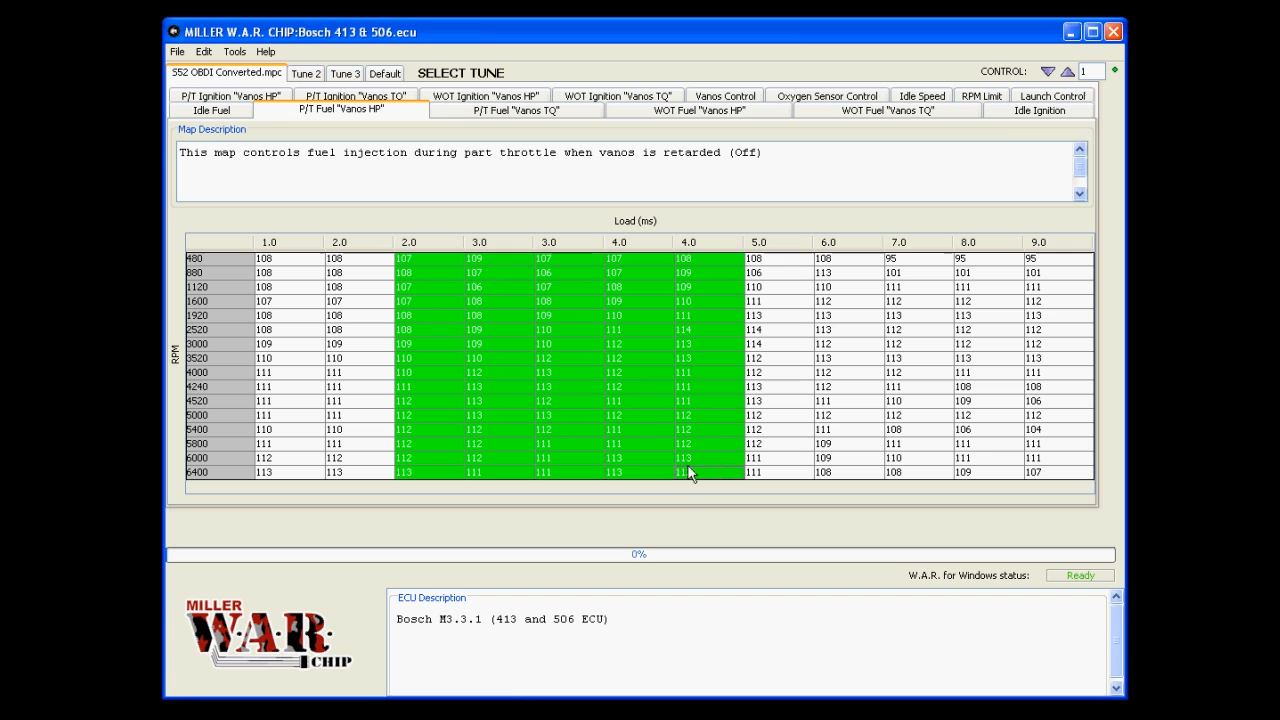 MILLER W.A.R. CHIP:Bosch 413 & 506.ecu
File Edit Tools Help
S52 OBDI Converted.mpc Tune 2 Tune 3 Default SELECT TUNE CONTROL: 1
P/T Ignition "Vanos HP" P/T Ignition "Vanos TQ" WOT Ignition "Vanos HP" WOT Ignition "Vanos TQ" Vanos Control Oxygen Sensor Control Idle Speed RPM Limit Launch Control
Idle Fuel P/T Fuel "Vanos HP" P/T Fuel "Vanos TQ" WOT Fuel "Vanos HP" WOT Fuel "Vanos TQ" Idle Ignition
Map Description
This map controls fuel injection during part throttle when vanos is retarded (Off)
Load (ms)
1.0 2.0 2.0 3.0 3.0 4.0 4.0 5.0 6.0 7.0 8.0 9.0
RPM
480 108 108 107 109 107 107 108 108 108 95 95 95
880 108 108 108 107 106 107 109 106 113 101 101 101
1120 108 108 107 106 107 108 109 110 110 111 111 111
1600 107 107 107 108 108 109 110 111 112 112 112 112
1920 108 108 108 108 109 110 111 113 113 113 113 113
2520 108 108 108 109 110 111 114 114 113 112 112 112
3000 109 109 109 109 110 112 113 114 113 112 112 112
3520 110 110 110 110 112 112 113 112 112 113 113 113
4000 111 111 110 112 113 112 111 112 112 111 111 111
4240 111 111 111 113 113 112 111 113 112 111 108 108
4520 111 111 112 113 112 111 111 113 111 110 109 106
5000 112 112 112 113 113 112 112 112 112 112 112 112
5400 110 110 112 112 112 112 112 112 111 108 106 104
5800 111 111 112 112 111 111 112 112 109 111 111 111
6000 112 112 112 112 111 113 113 111 109 110 111 111
6400 113 113 113 111 111 113 111 108 108 109 107
0%
W.A.R. for Windows status: Ready
MILLER
W.A.R.
CHIP
ECU Description
Bosch M3.3.1 (413 and 506 ECU)